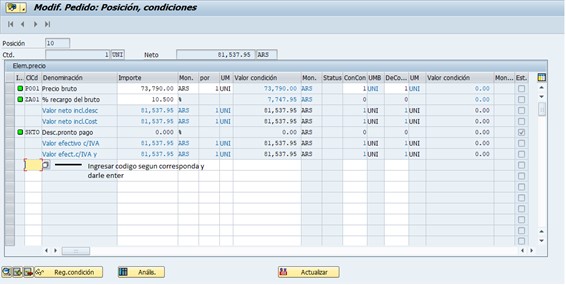 Modif. Pedido: Posición, condiciones
Posición 10
Ctd. 1 UNI Neto 81,537.95 ARS
Elem.precio
I.. ClCd Denominación Importe Mon. por UM Valor condición Mon. Status ConCon UMB DeCo... UM Valor condición Mon... Est.
P001 Precio bruto 73,790.00 ARS 1 UNI 73,790.00 ARS 1 UNI 1 UNI 0.00
ZA01 % recargo del bruto 10.500 % 7,747.95 ARS 0 0 0.00
Valor neto incl.desc 81,537.95 ARS 1 UNI 81,537.95 ARS 1 UNI 1 UNI 0.00
Valor neto incl.Cost 81,537.95 ARS 1 UNI 81,537.95 ARS 1 UNI 1 UNI 0.00
SKTO Desc.pronto pago 0.000 % 0.00 ARS 0 0 0.00
Valor efectivo c/IVA 81,537.95 ARS 1 UNI 81,537.95 ARS 1 UNI 1 UNI 0.00
Valor efect.c/IVA y 81,537.95 ARS 1 UNI 81,537.95 ARS 1 UNI 1 UNI 0.00
Ingresar codigo segun corresponda y
darle enter
Reg.condición Anális. Actualizar